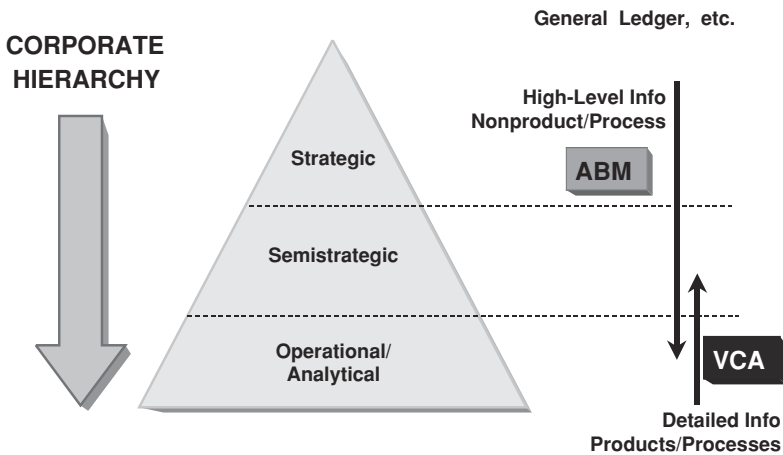 General Ledger, etc.
CORPORATE
HIERARCHY
High-Level Info
Nonproduct/Process
Strategic
ABM
Semistrategic
Operational/
Analytical
VCA
Detailed Info
Products/Processes